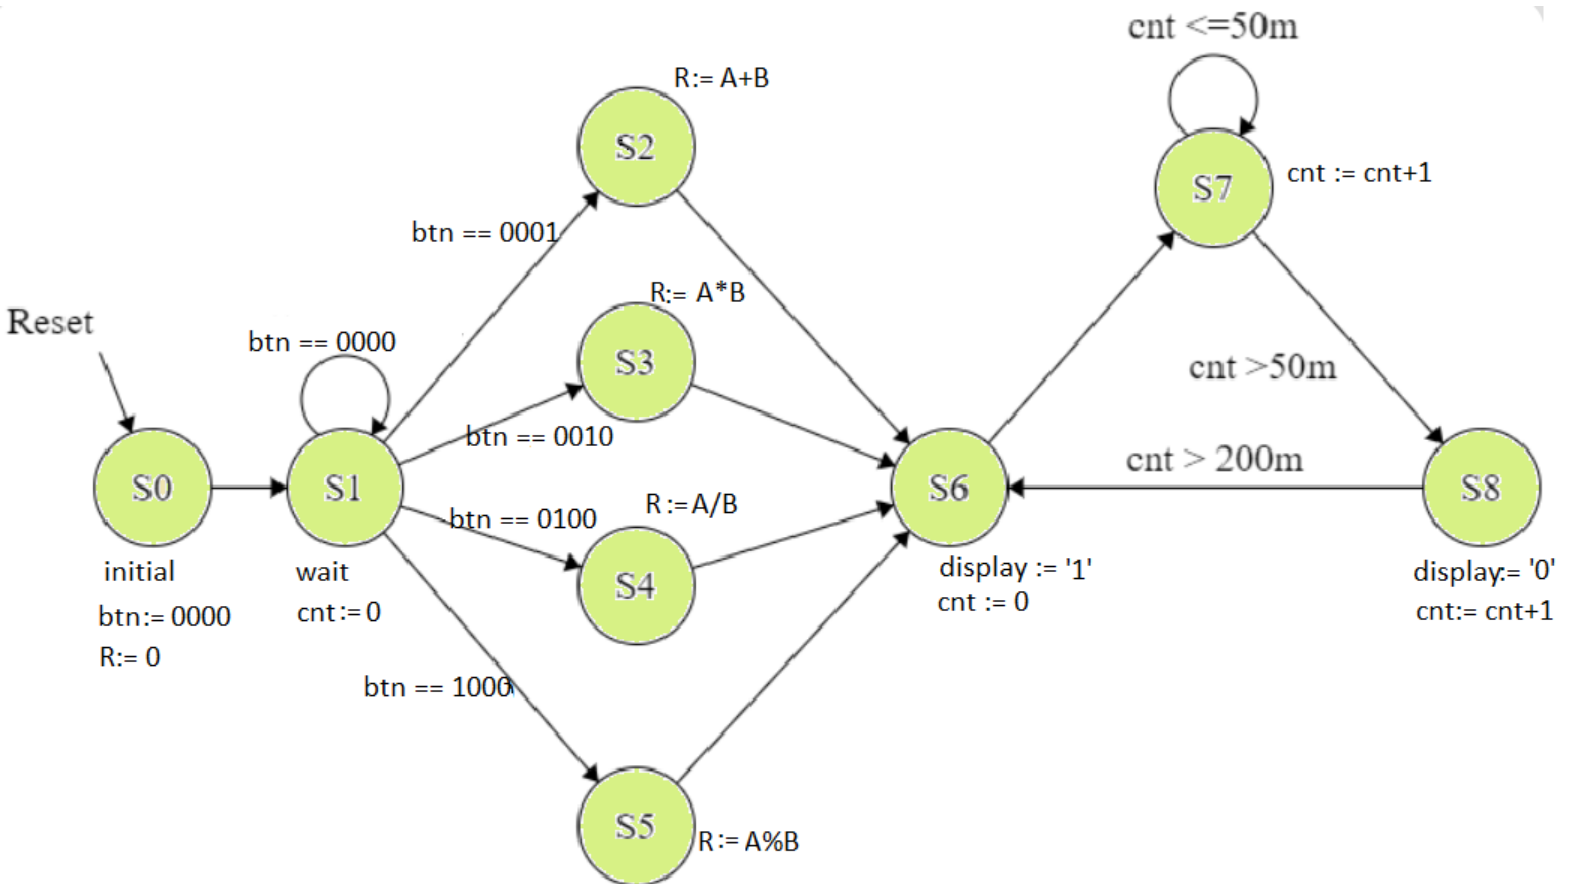 cnt <=50m
R:= A+B
S2
S7
cnt := cnt+1
btn == 0001
R:= A*B
Reset
btn == 0000
S3
cnt >50m
btn == 0010
cnt > 200m
S0
S1
S6
S8
R:=A/B
btn == 0100
initial
wait
display := '1'
display:= '0'
S4
btn:= 0000
cnt:= 0
cnt := 0
cnt:= cnt+1
R:= 0
btn == 1000
S5
R:= A%B